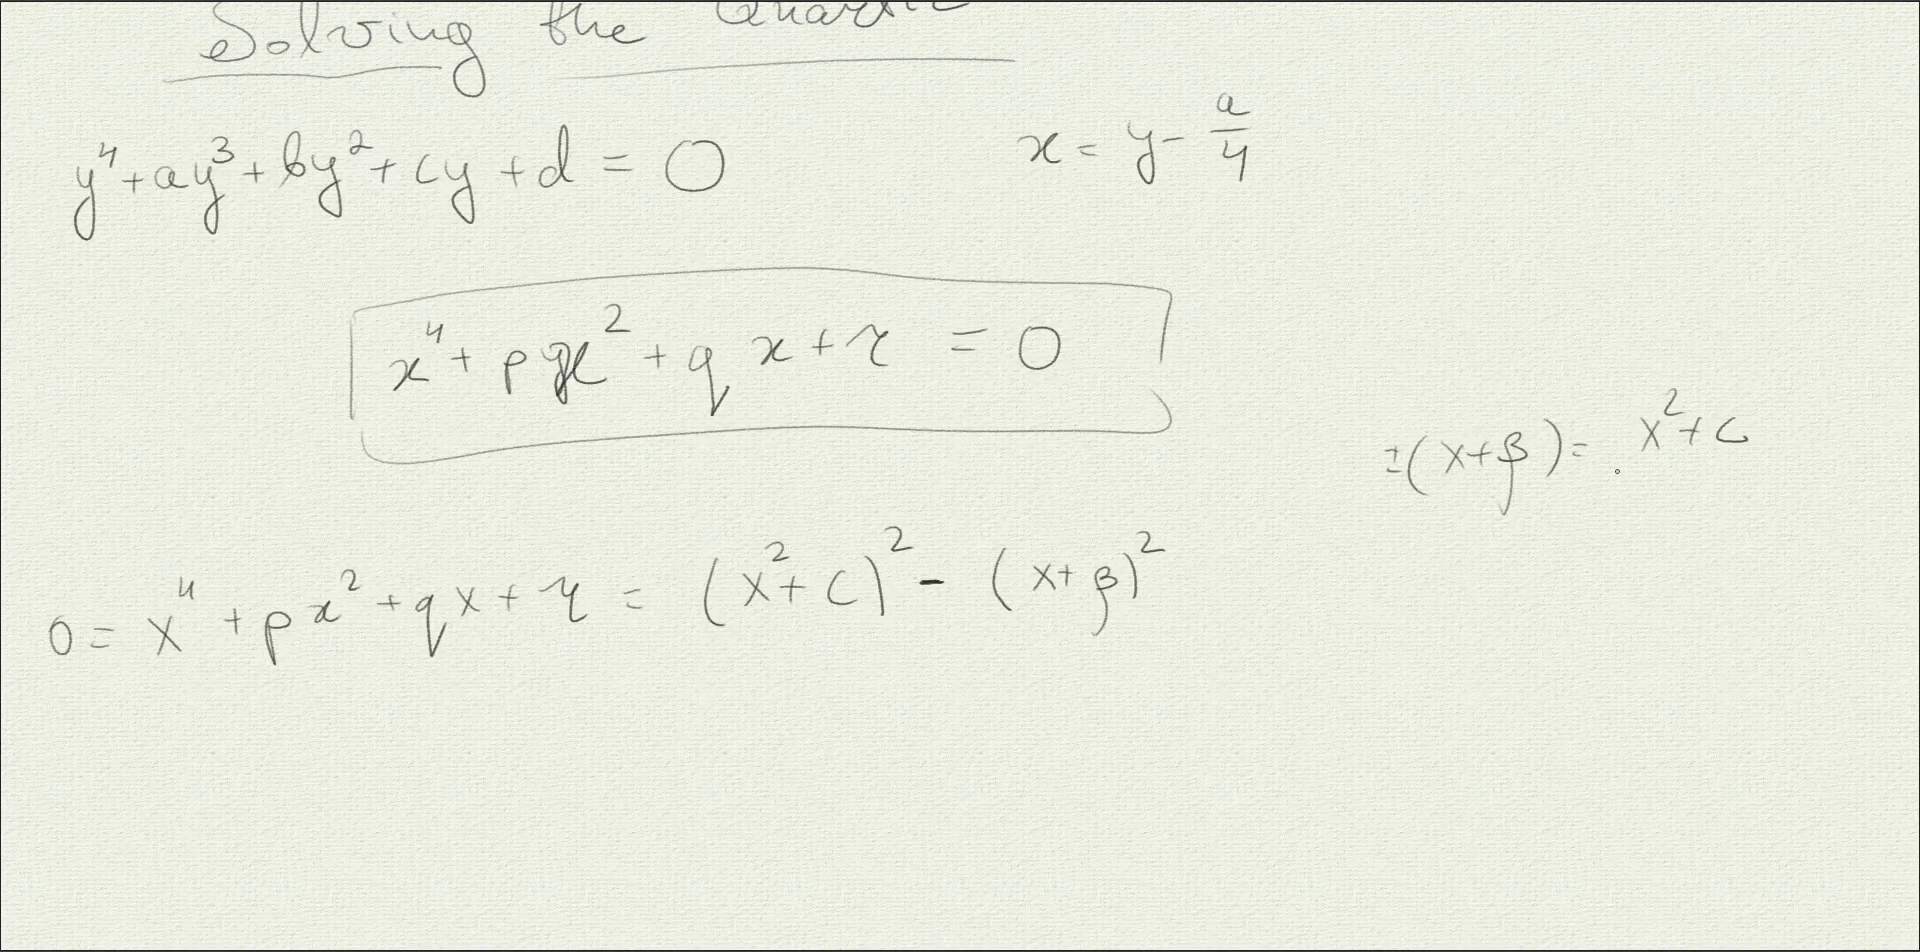 Solving the Quartic
y⁴ + ay³ + by² + cy + d = 0
x = y - a/4
x⁴ + px² + qx + r = 0
±(x+β) = x² + C
0 = x⁴ + px² + qx + r = (x² + C)² - (x+β)²